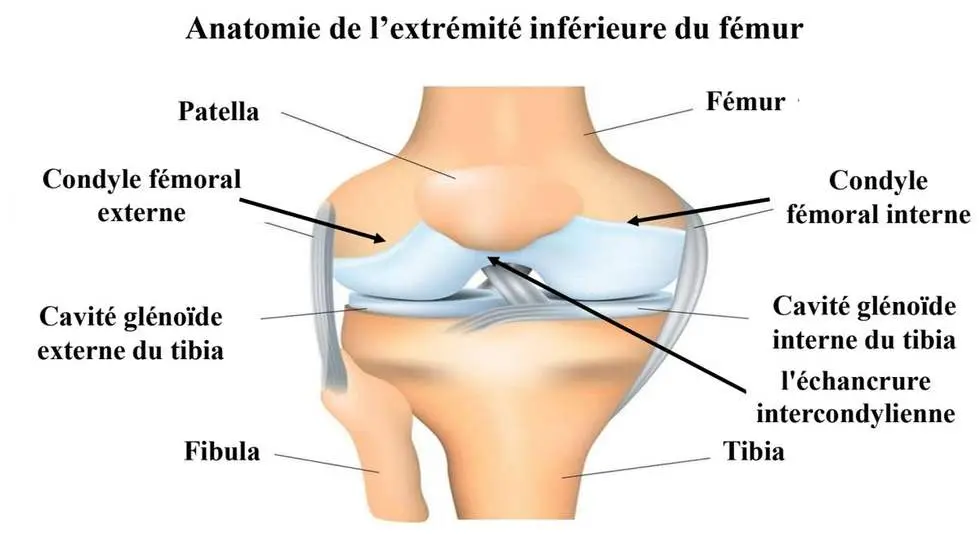 Anatomie de l’extrémité inférieure du fémur
Patella
Fémur
Condyle fémoral
externe
Condyle
fémoral interne
Cavité glénoïde
externe du tibia
Cavité glénoïde
interne du tibia
l'échancrure
intercondylienne
Fibula
Tibia